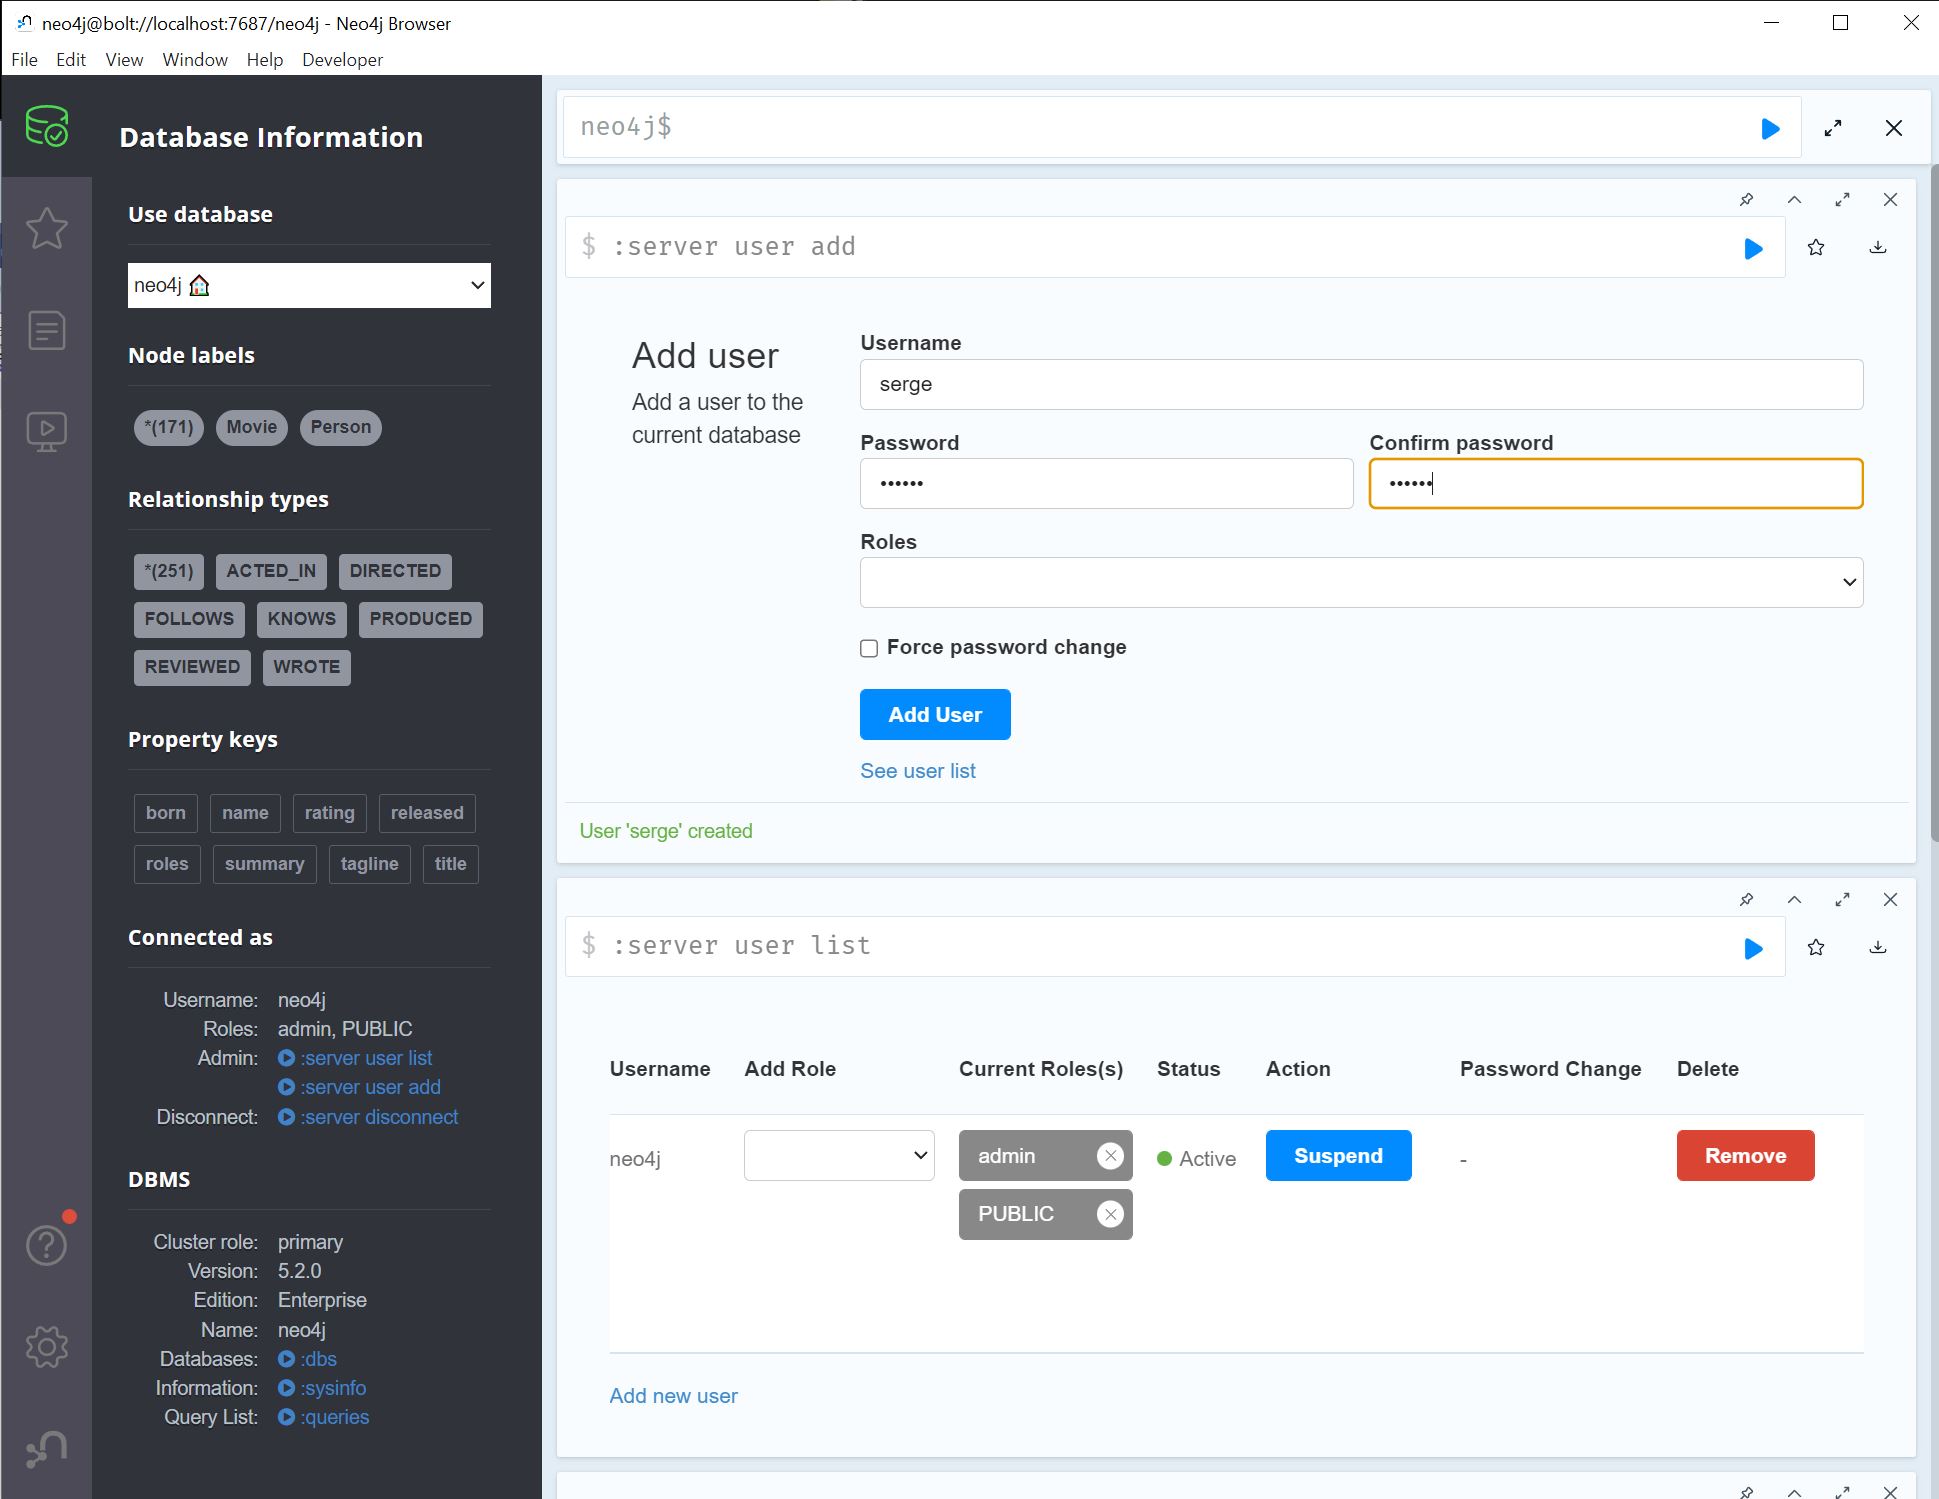 neo4j@bolt://localhost:7687/neo4j - Neo4j Browser
File Edit View Window Help Developer
Database Information
Use database
neo4j
Node labels
*(171) Movie Person
Relationship types
*(251) ACTED_IN DIRECTED
FOLLOWS KNOWS PRODUCED
REVIEWED WROTE
Property keys
born name rating released
roles summary tagline title
Connected as
Username: neo4j
Roles: admin, PUBLIC
Admin: :server user list
:server user add
Disconnect: :server disconnect
DBMS
Cluster role: primary
Version: 5.2.0
Edition: Enterprise
Name: neo4j
Databases: :dbs
Information: :sysinfo
Query List: :queries
neo4j$
$ :server user add
Add user
Add a user to the
current database
Username
serge
Password Confirm password
•••••• ••••••
Roles
Force password change
Add User
See user list
User 'serge' created
$ :server user list
Username Add Role Current Roles(s) Status Action Password Change Delete
neo4j admin Active Suspend - Remove
PUBLIC
Add new user